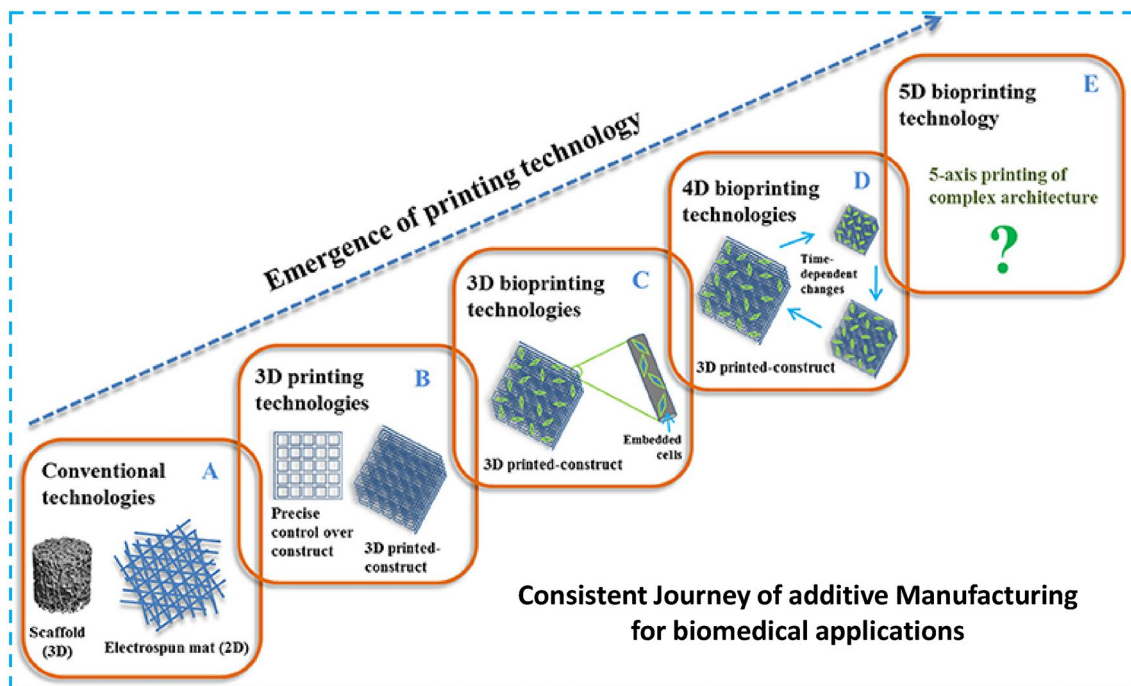 Emergence of printing technology
Conventional
technologies
A
Scaffold
(3D)
Electrospun mat (2D)
3D printing
technologies
B
Precise
control over
construct
3D printed-
construct
3D bioprinting
technologies
C
3D printed-construct
Embedded
cells
4D bioprinting
technologies
D
Time-
dependent
changes
3D printed-construct
5D bioprinting
technology
E
5-axis printing of
complex architecture
?
Consistent Journey of additive Manufacturing
for biomedical applications